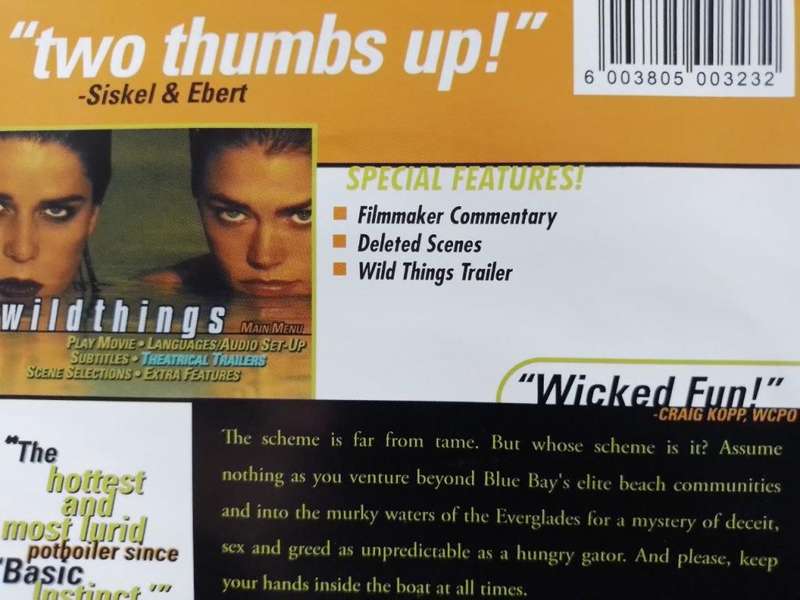 “two thumbs up!”
-Siskel & Ebert
6 003805 003232
SPECIAL FEATURES!
Filmmaker Commentary
Deleted Scenes
Wild Things Trailer
wildthings
MAIN MENU
PLAY MOVIE • LANGUAGES/AUDIO SET-UP
SUBTITLES • THEATRICAL TRAILERS
SCENE SELECTIONS • EXTRA FEATURES
“Wicked Fun!”
-CRAIG KOPP, WCPO
“The
hottest
and
most lurid
potboiler since
‘Basic
Instinct.’”
The scheme is far from tame. But whose scheme is it? Assume
nothing as you venture beyond Blue Bay's elite beach communities
and into the murky waters of the Everglades for a mystery of deceit,
sex and greed as unpredictable as a hungry gator. And please, keep
your hands inside the boat at all times.